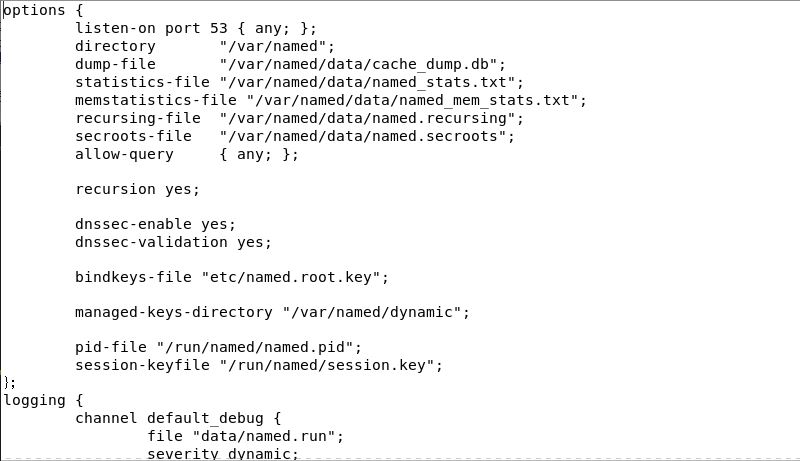 options {
        listen-on port 53 { any; };
        directory       "/var/named";
        dump-file       "/var/named/data/cache_dump.db";
        statistics-file "/var/named/data/named_stats.txt";
        memstatistics-file "/var/named/data/named_mem_stats.txt";
        recursing-file  "/var/named/data/named.recursing";
        secroots-file   "/var/named/data/named.secroots";
        allow-query     { any; };
        recursion yes;
        dnssec-enable yes;
        dnssec-validation yes;
        bindkeys-file "etc/named.root.key";
        managed-keys-directory "/var/named/dynamic";
        pid-file "/run/named/named.pid";
        session-keyfile "/run/named/session.key";
};
logging {
        channel default_debug {
                file "data/named.run";
                severity dynamic;